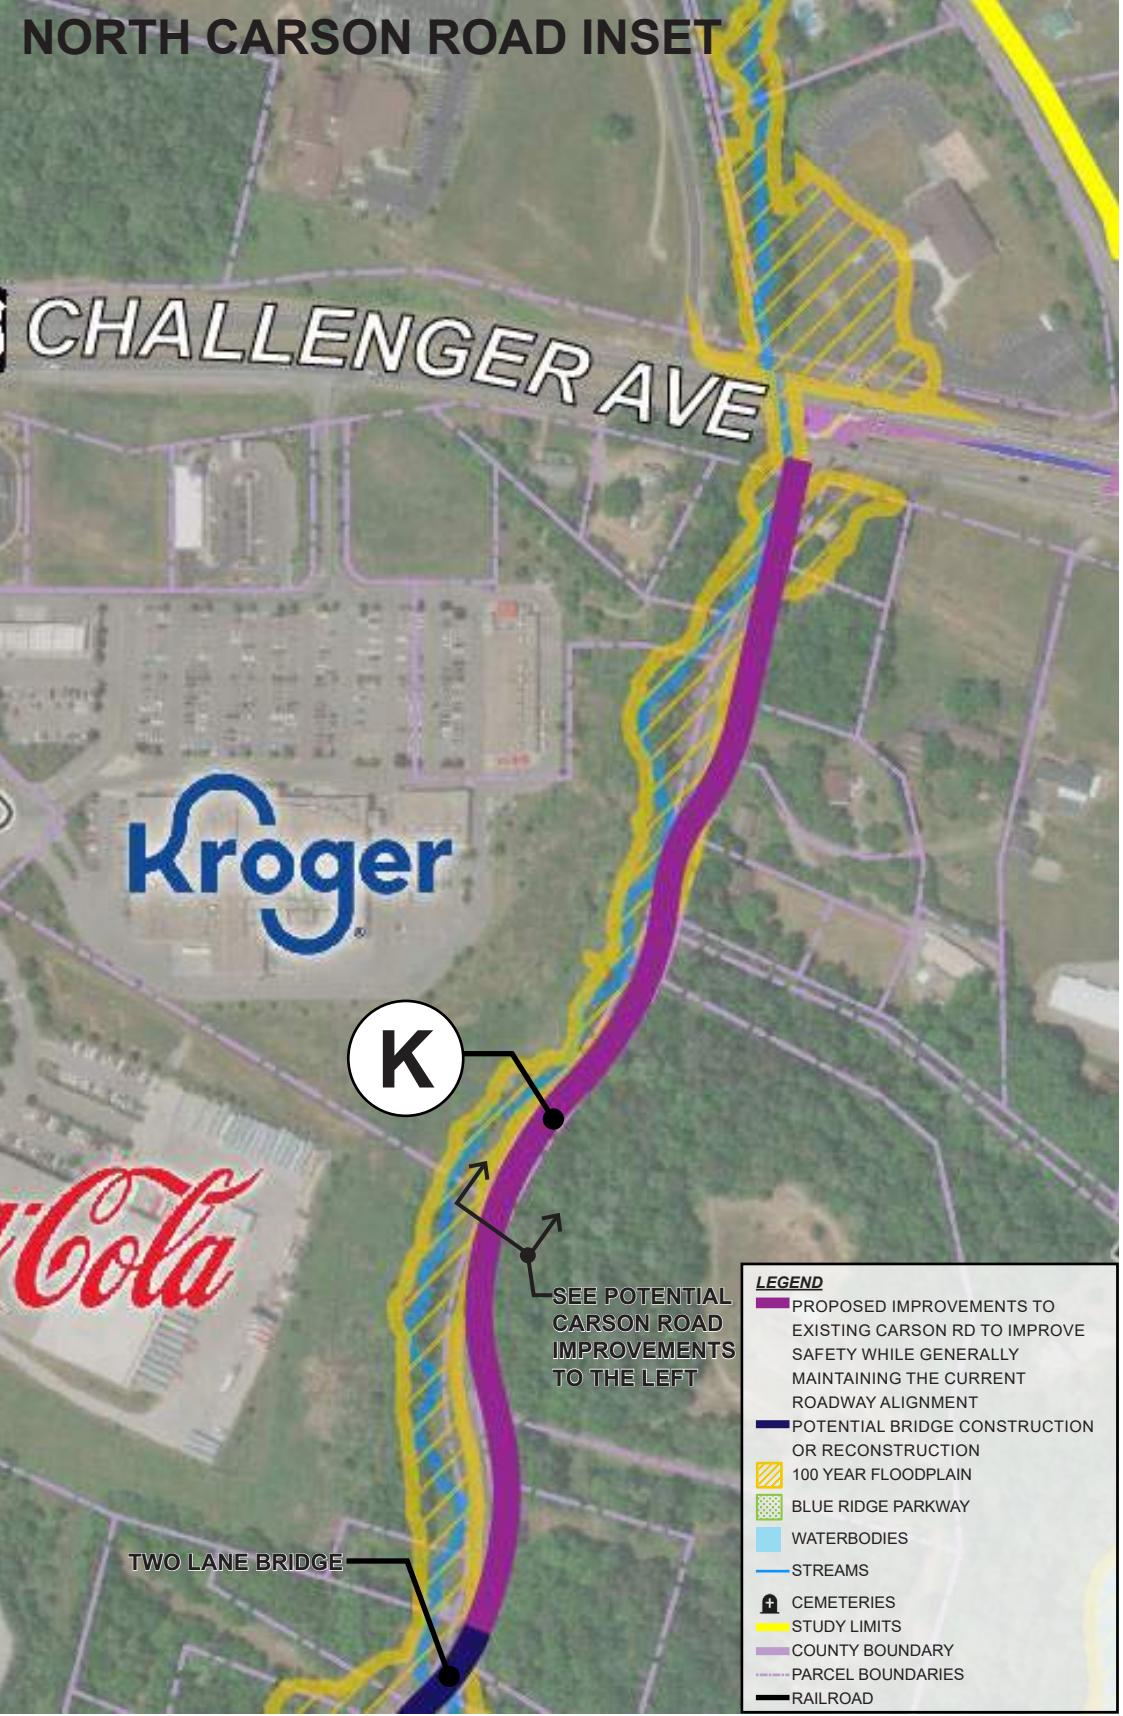 NORTH CARSON ROAD INSET
CHALLENGER AVE
Kroger
®
K
Cola
SEE POTENTIAL
CARSON ROAD
IMPROVEMENTS
TO THE LEFT
TWO LANE BRIDGE
LEGEND
PROPOSED IMPROVEMENTS TO
EXISTING CARSON RD TO IMPROVE
SAFETY WHILE GENERALLY
MAINTAINING THE CURRENT
ROADWAY ALIGNMENT
POTENTIAL BRIDGE CONSTRUCTION
OR RECONSTRUCTION
100 YEAR FLOODPLAIN
BLUE RIDGE PARKWAY
WATERBODIES
STREAMS
CEMETERIES
STUDY LIMITS
COUNTY BOUNDARY
PARCEL BOUNDARIES
RAILROAD